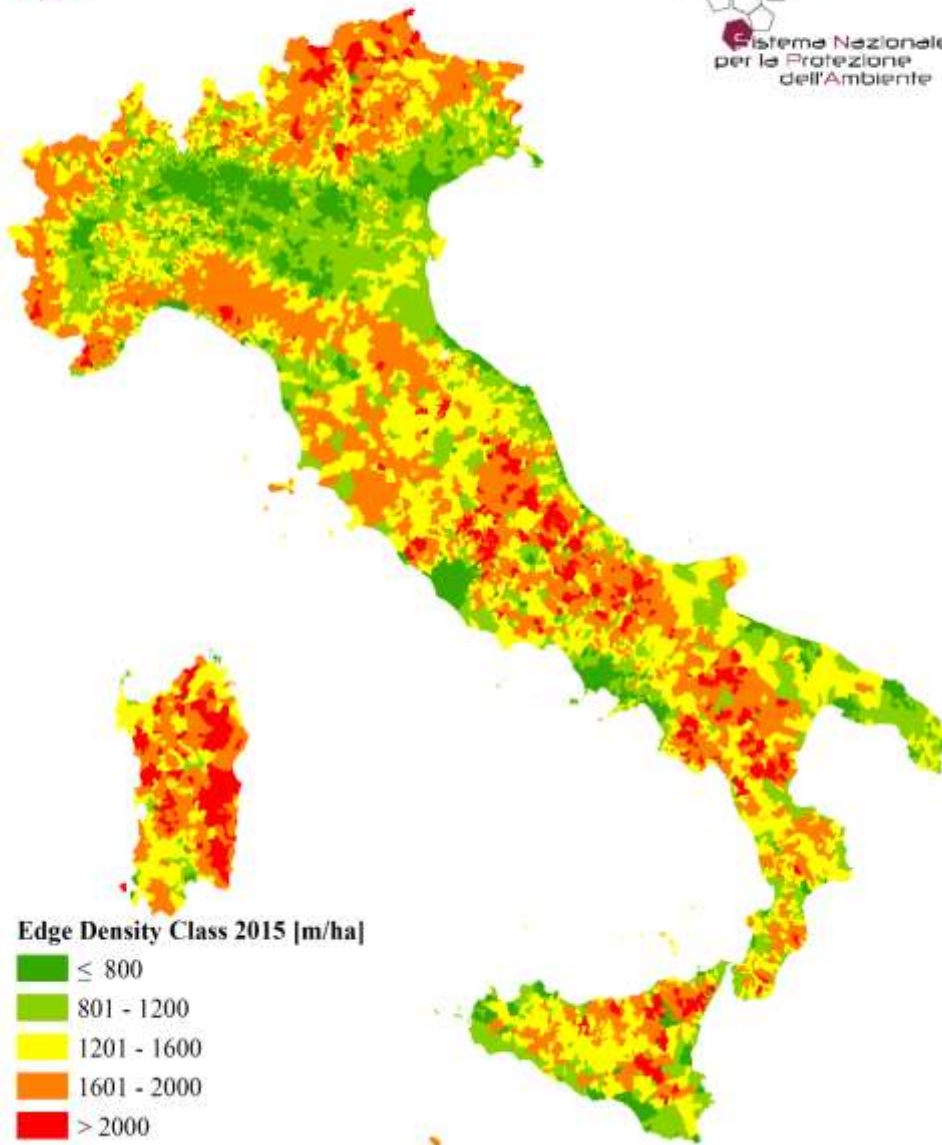 Sistema Nazionale
per la Protezione
dell'Ambiente
Edge Density Class 2015 [m/ha]
≤ 800
801 - 1200
1201 - 1600
1601 - 2000
> 2000